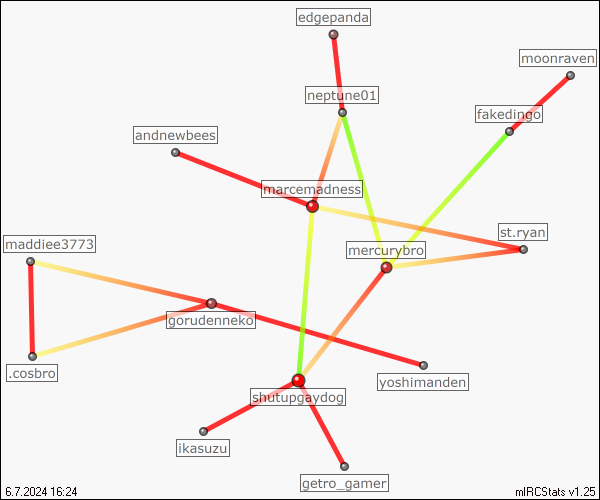 edgepanda
moonraven
neptune01
fakedingo
andnewbees
marcemadness
st.ryan
maddiee3773
mercurybro
gorudenneko
.cosbro
yoshimanden
shutupgaydog
ikasuzu
getro_gamer
6.7.2024 16:24
mIRCStats v1.25